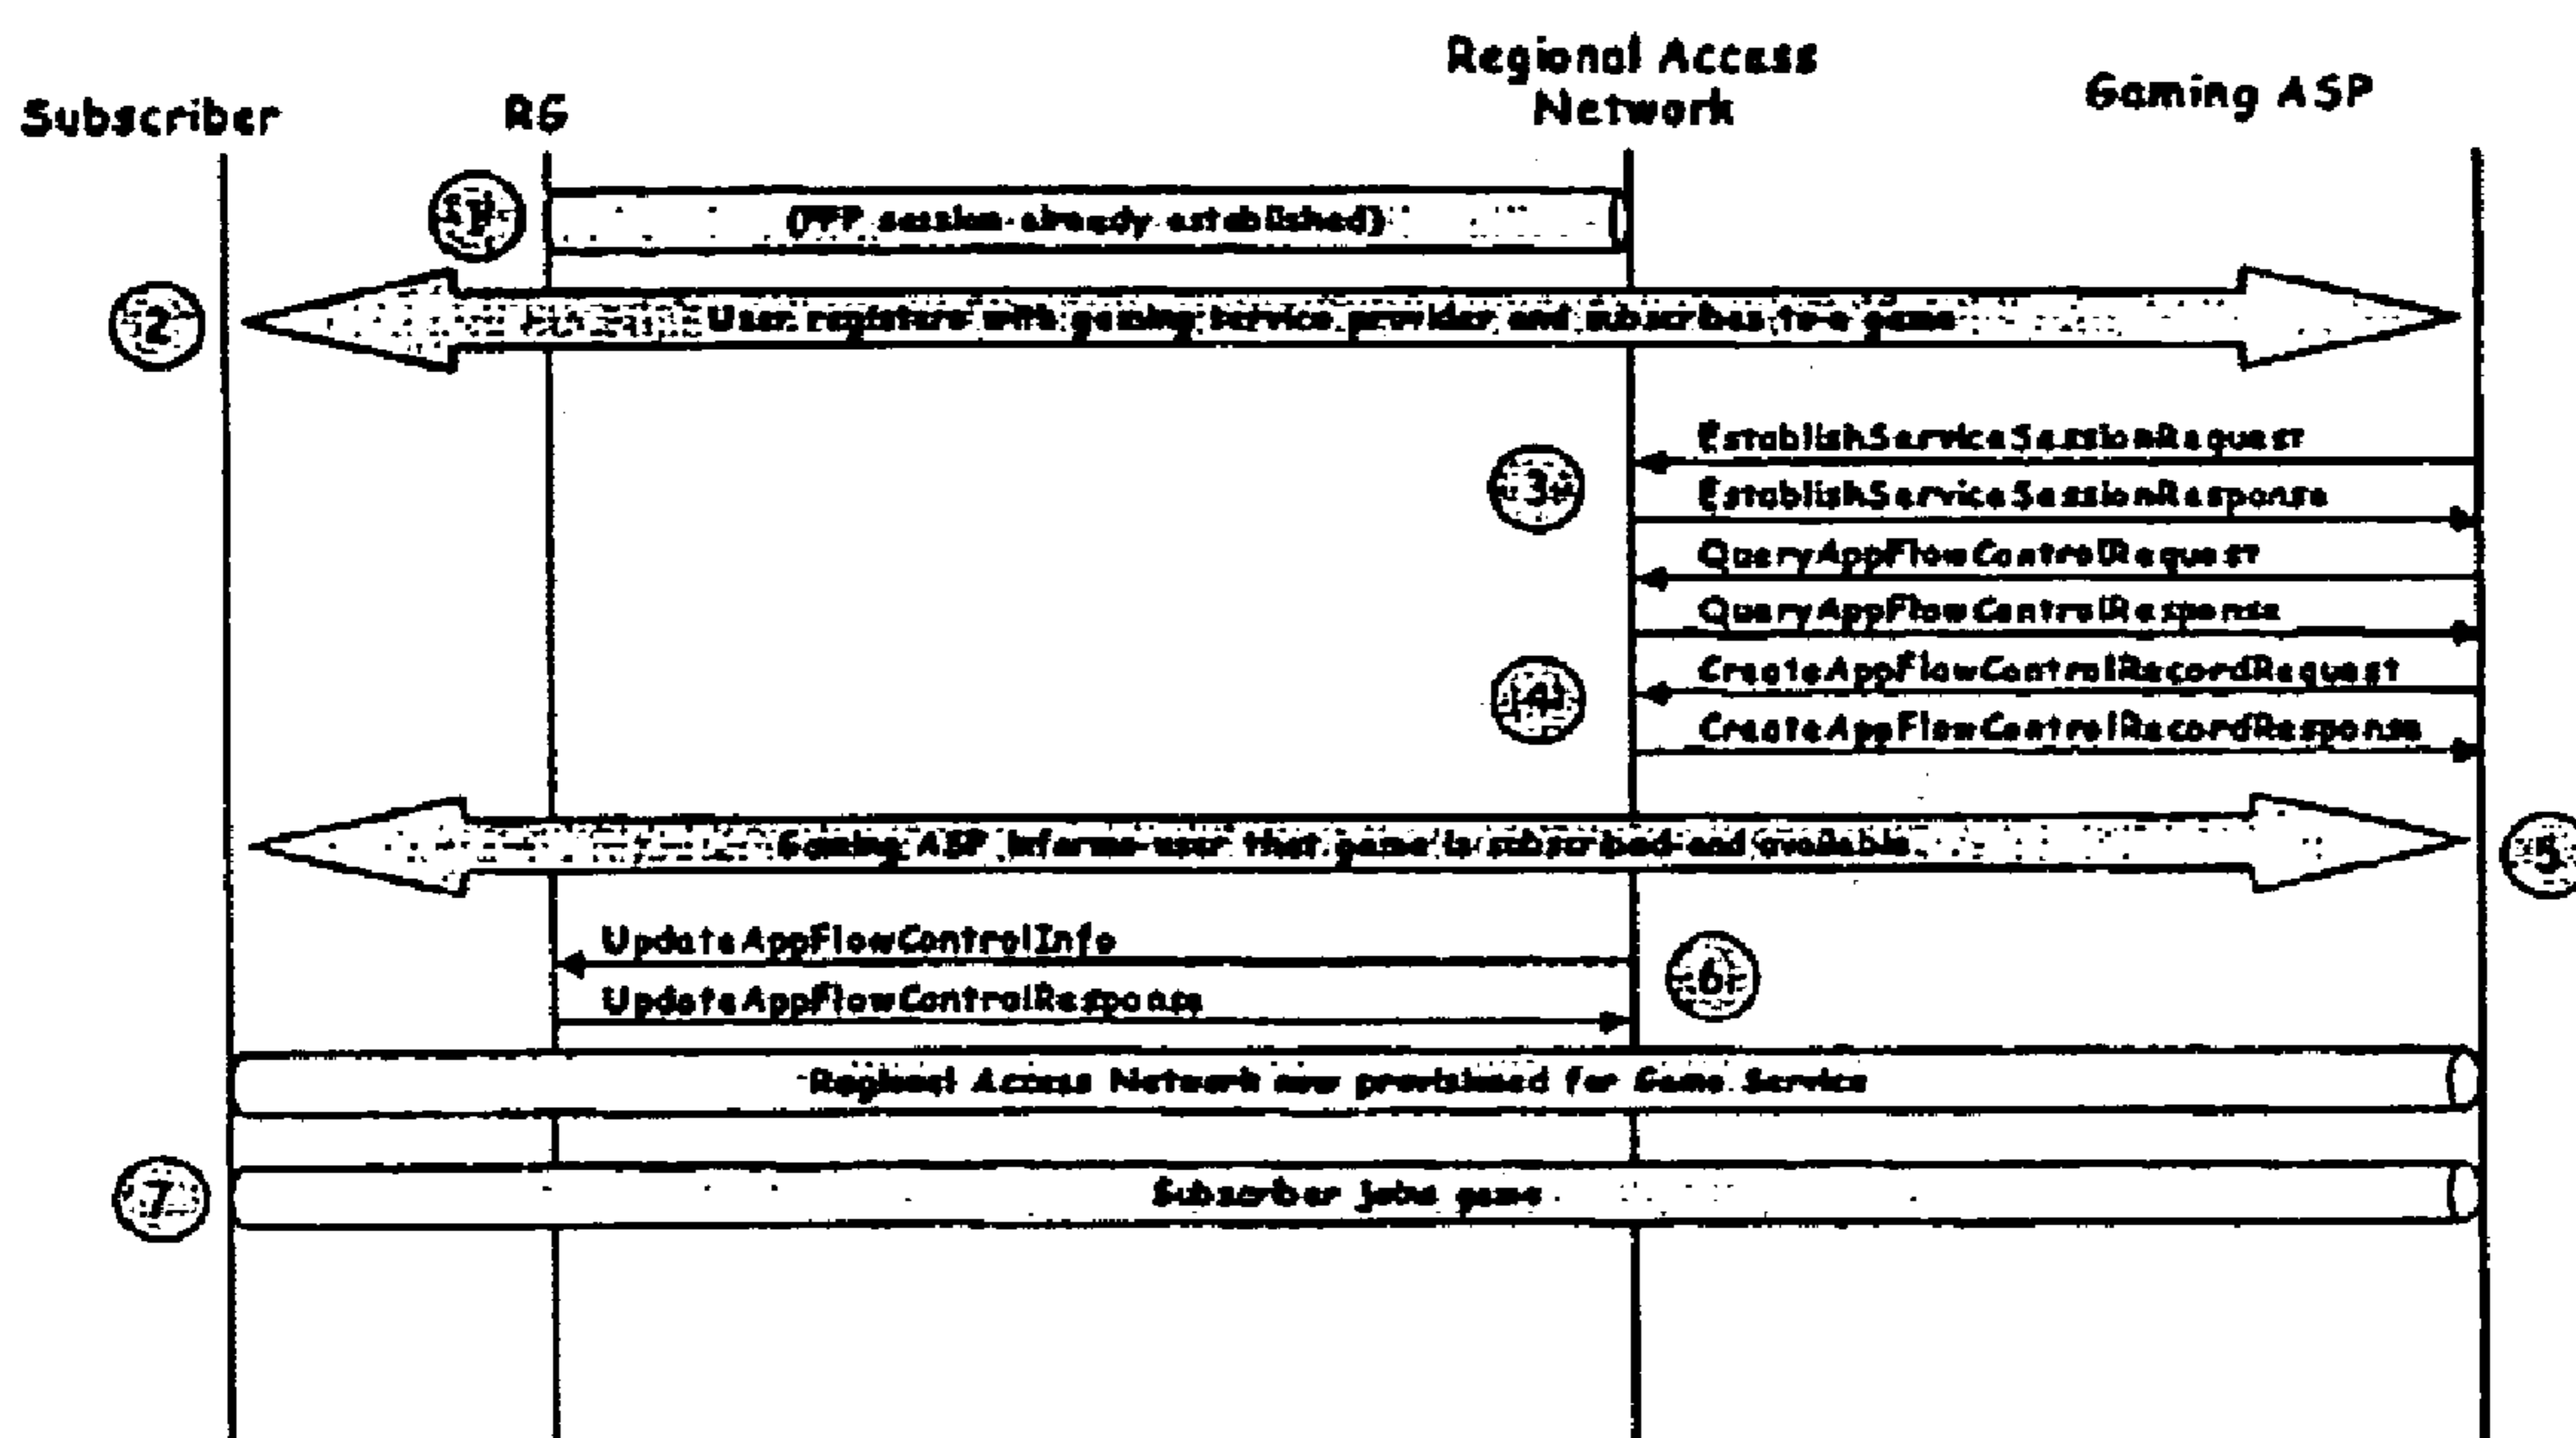 Regional Access
Network
Gaming ASP
Subscriber
RG
1
(PPP session already established)
2
User registers with gaming service provider and subscribes to a game
EstablishServiceSessionRequest
3
EstablishServiceSessionResponse
QueryAppFlowControlRequest
QueryAppFlowControlResponse
CreateAppFlowControlRecordRequest
4
CreateAppFlowControlRecordResponse
Gaming ASP informs user that game is subscribed and available
5
UpdateAppFlowControlInfo
6
UpdateAppFlowControlResponse
Regional Access Network now provisioned for Game Service
7
Subscriber joins game